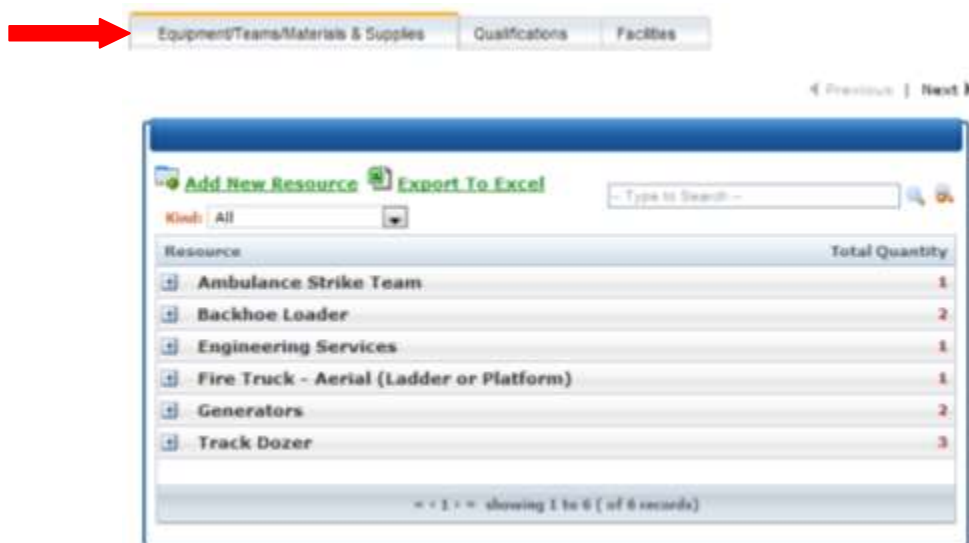 Equipment/Teams/Materials & Supplies Qualifications Facilities
Previous | Next
Add New Resource Export To Excel -- Type to Search --
Kind: All
Resource Total Quantity
Ambulance Strike Team 1
Backhoe Loader 2
Engineering Services 1
Fire Truck - Aerial (Ladder or Platform) 1
Generators 2
Track Dozer 3
« ‹ 1 › » showing 1 to 6 ( of 6 records)